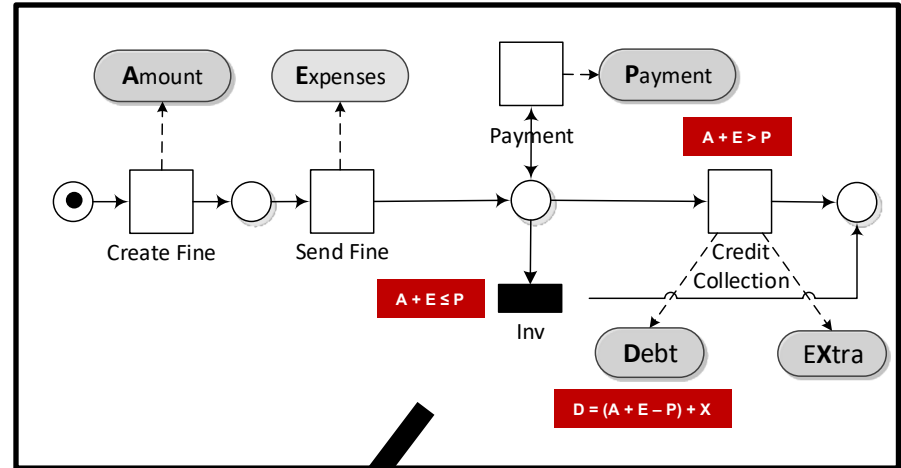 Amount
Expenses
Payment
Payment
A + E > P
Create Fine
Send Fine
Credit
Collection
A + E ≤ P
Inv
Debt
EXtra
D = (A + E – P) + X